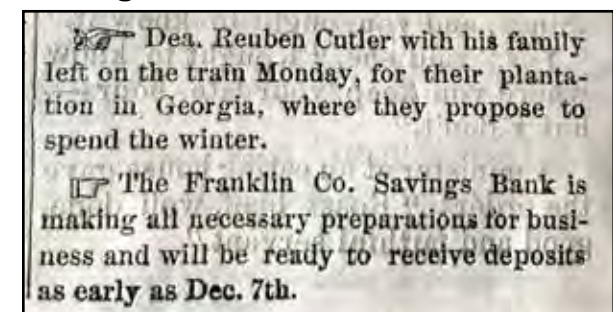 ☞ Dea. Reuben Cutler with his family
left on the train Monday, for their planta-
tion in Georgia, where they propose to
spend the winter.
☞ The Franklin Co. Savings Bank is
making all necessary preparations for busi-
ness and will be ready to receive deposits
as early as Dec. 7th.